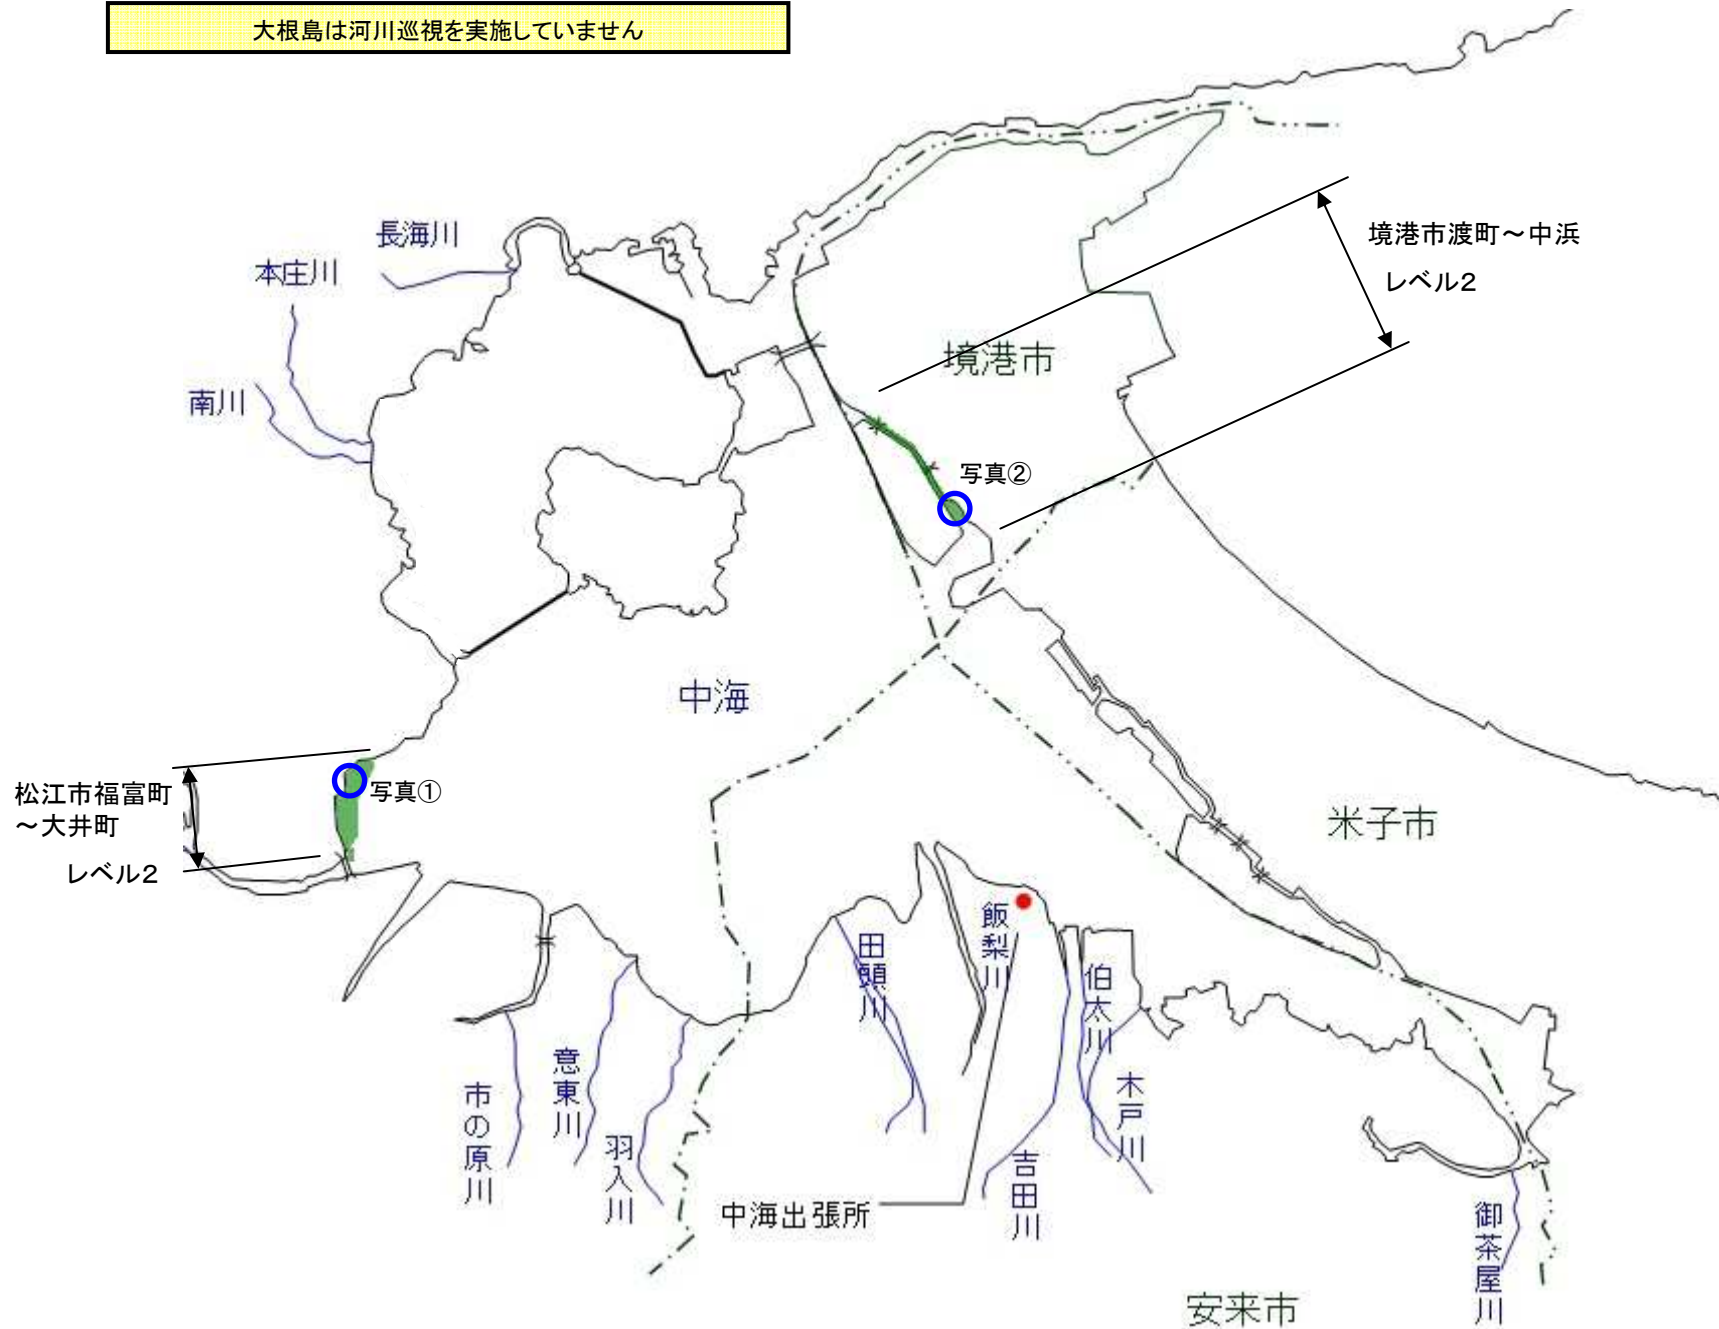 大根島は河川巡視を実施していません
長海川
本庄川
南川
境港市渡町～中浜
レベル2
境港市
写真②
中海
松江市福富町
～大井町
レベル2
写真①
米子市
飯梨川
田頼川
伯太川
木戸川
意東川
市の原川
羽入川
吉田川
中海出張所
御茶屋川
安来市